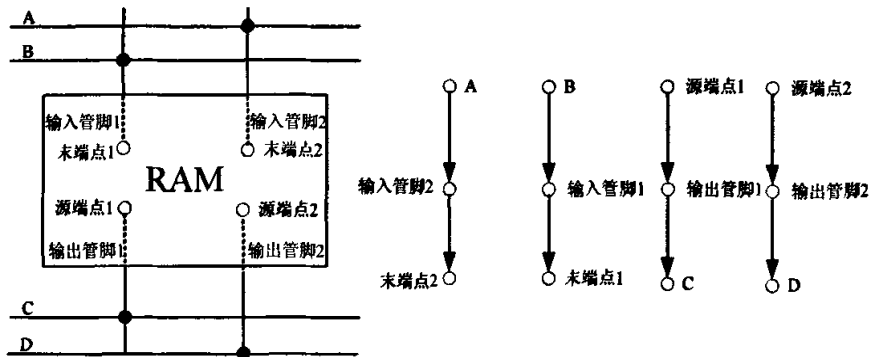 A
B
输入管脚1
输入管脚2
末端点1
末端点2
RAM
源端点1
源端点2
输出管脚1
输出管脚2
C
D
A
B
源端点1
源端点2
输入管脚2
输入管脚1
输出管脚1
输出管脚2
末端点2
末端点1
C
D